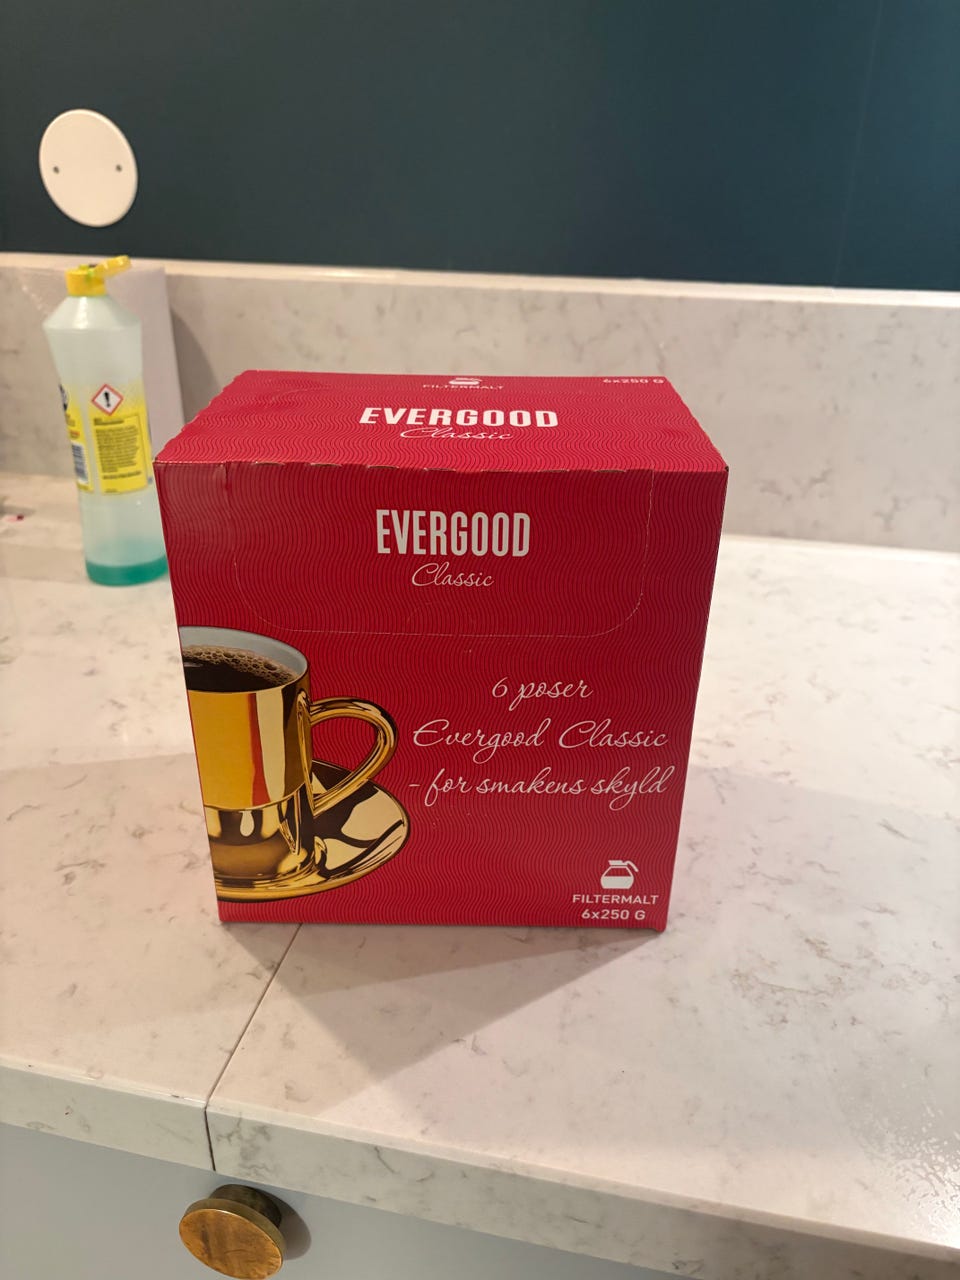 FILTERMALT
6x250 G
EVERGOOD
Classic
EVERGOOD
Classic
6 poser
Evergood Classic
- for smakens skyld
FILTERMALT
6x250 G